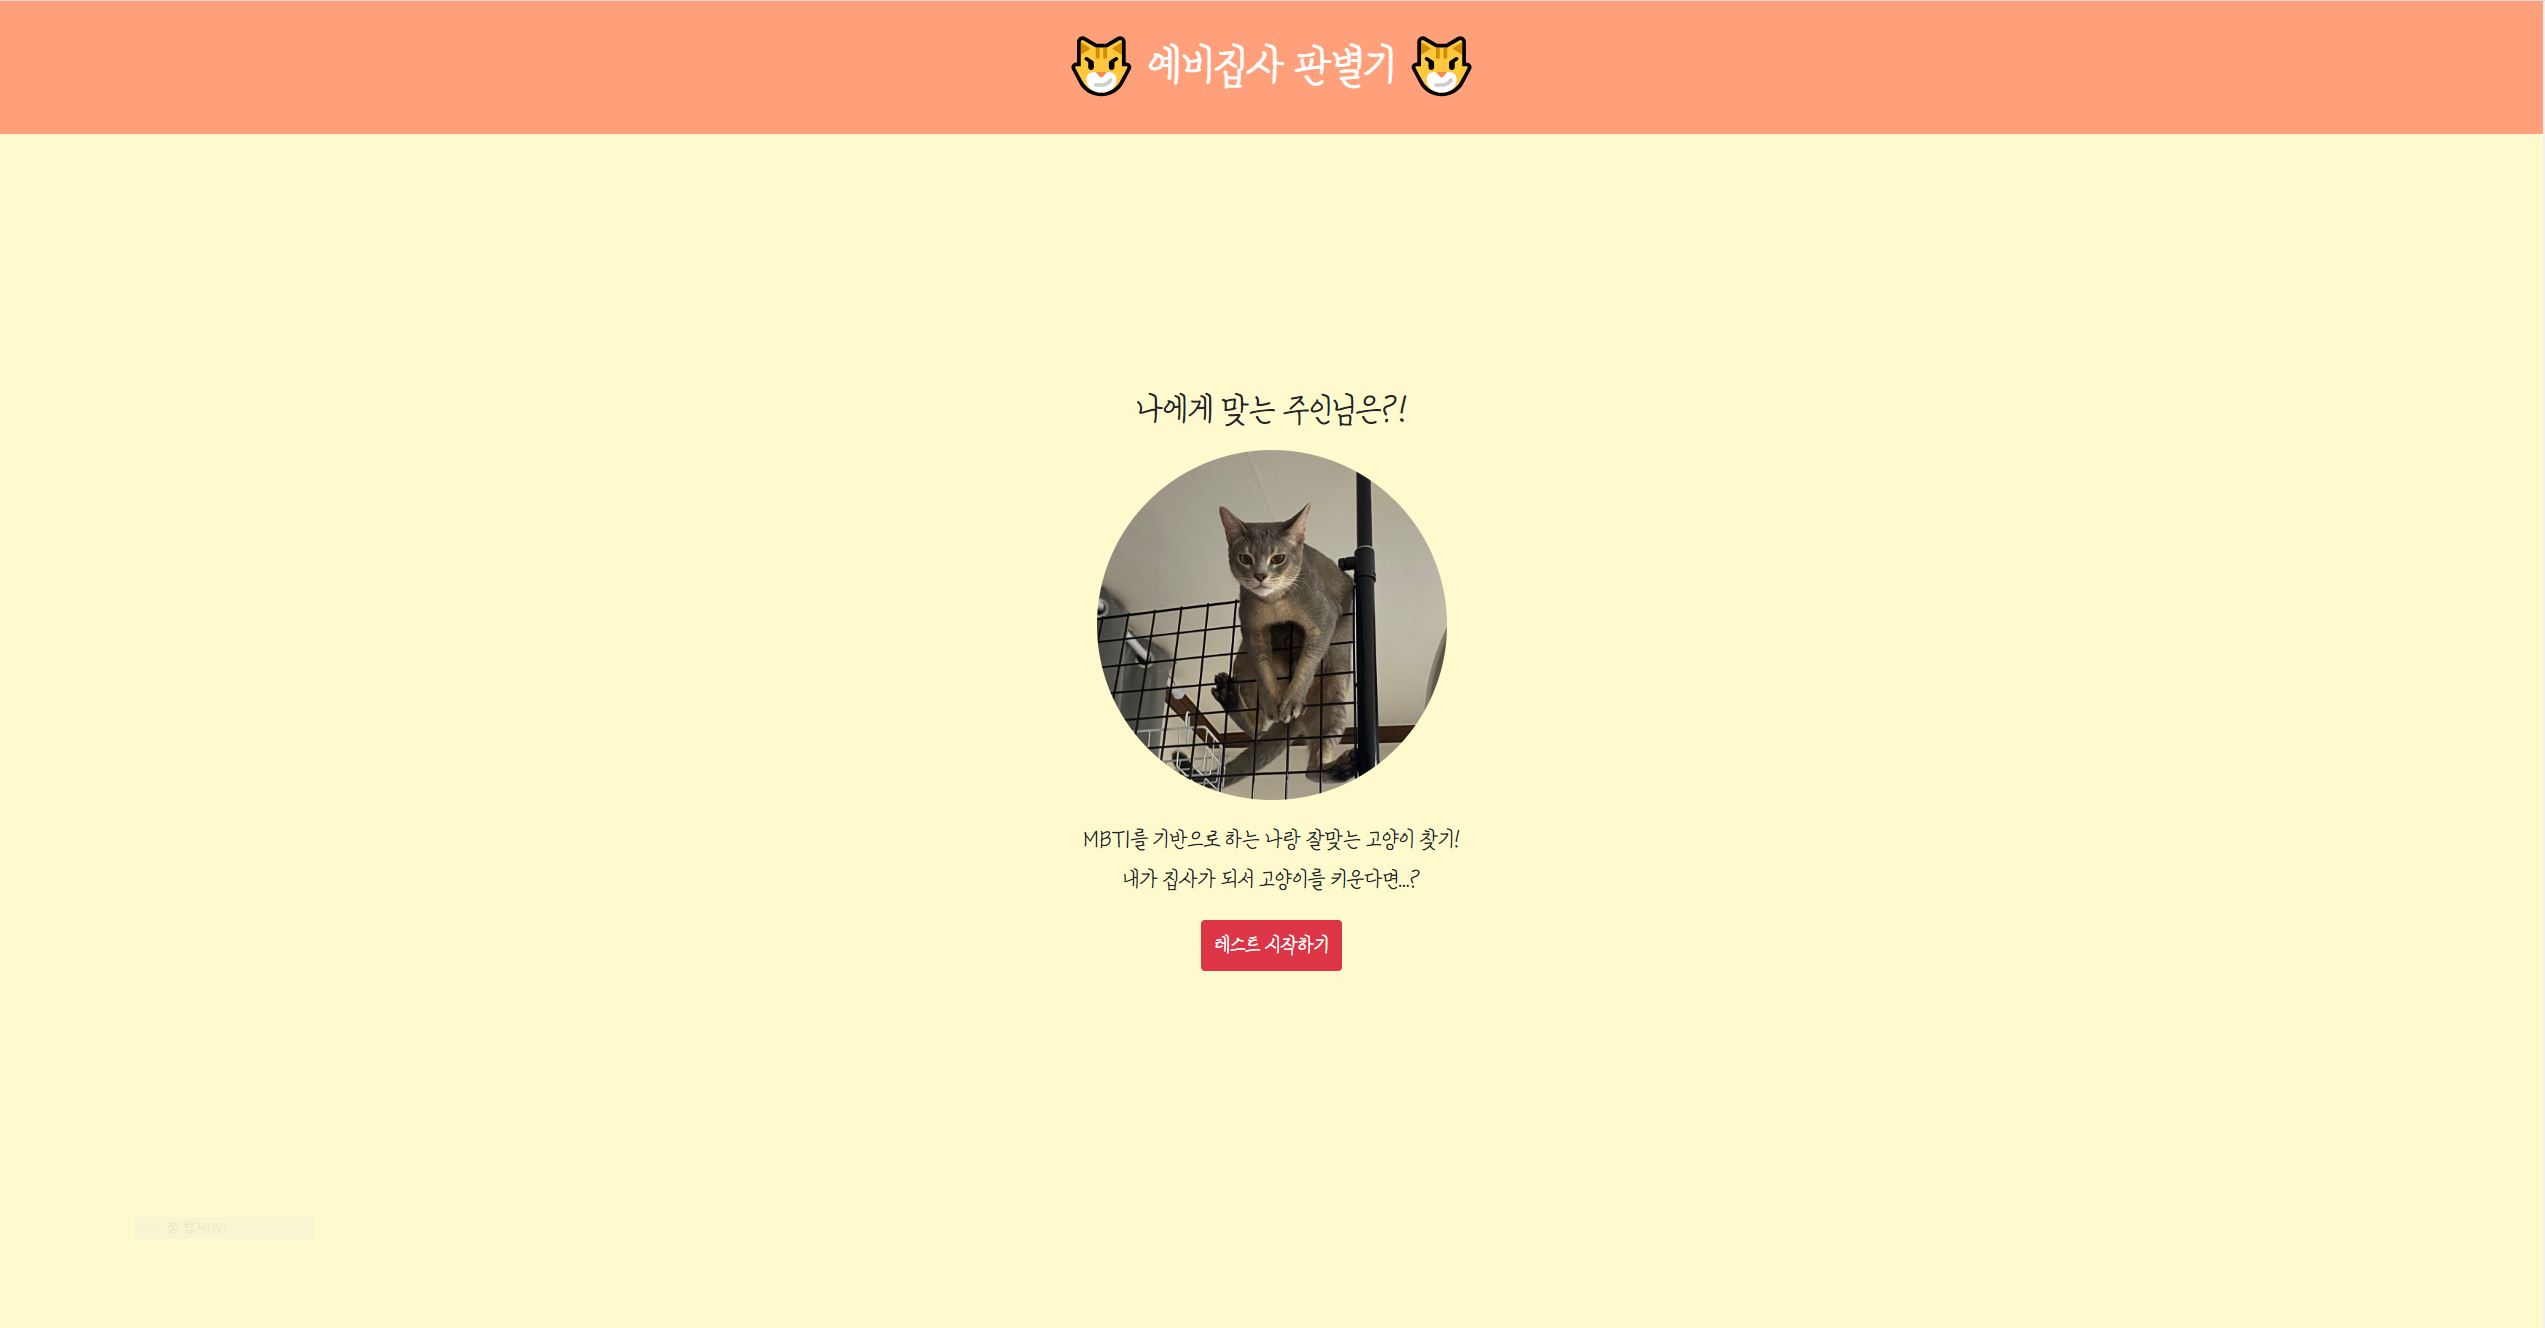 예비집사 판별기
나에게 맞는 주인님은?!
MBTI를 기반으로 하는 나랑 잘맞는 고양이 찾기!
내가 집사가 되서 고양이를 키운다면...?
테스트 시작하기
창 캡처(W)